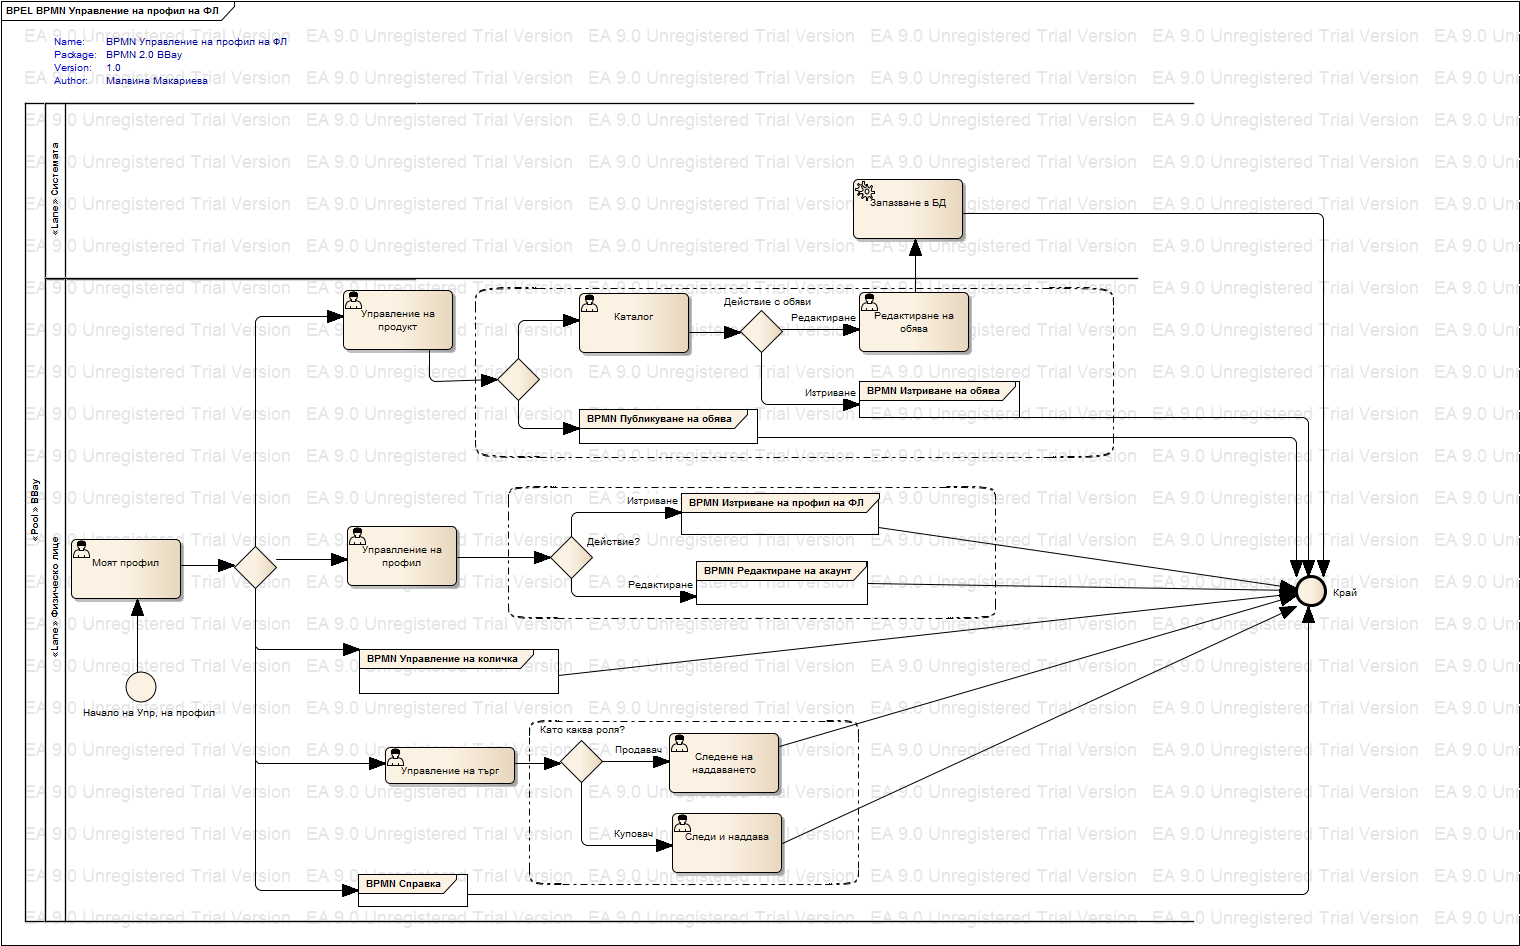 BPEL BPMN Управление на профил на ФЛ
Name: BPMN Управление на профил на ФЛ
Package: BPMN 2.0 BBay
Version: 1.0
Author: Малвина Макариева
EA 9.0 Unregistered Trial Version
«Pool» BBay
«Lane» Системата
Запазване в БД
«Lane» Физическо лице
Управление на
продукт
Каталог
Действие с обяви
Редактиране
Редактиране на
обява
Изтриване
BPMN Изтриване на обява
BPMN Публикуване на обява
Изтриване
BPMN Изтриване на профил на ФЛ
Моят профил
Управлление на
профил
Действие?
Редактиране
BPMN Редактиране на акаунт
Край
BPMN Управление на количка
Начало на Упр, на профил
Като каква роля?
Управление на търг
Продавач
Следене на
наддаването
Куповач
Следи и наддава
BPMN Справка